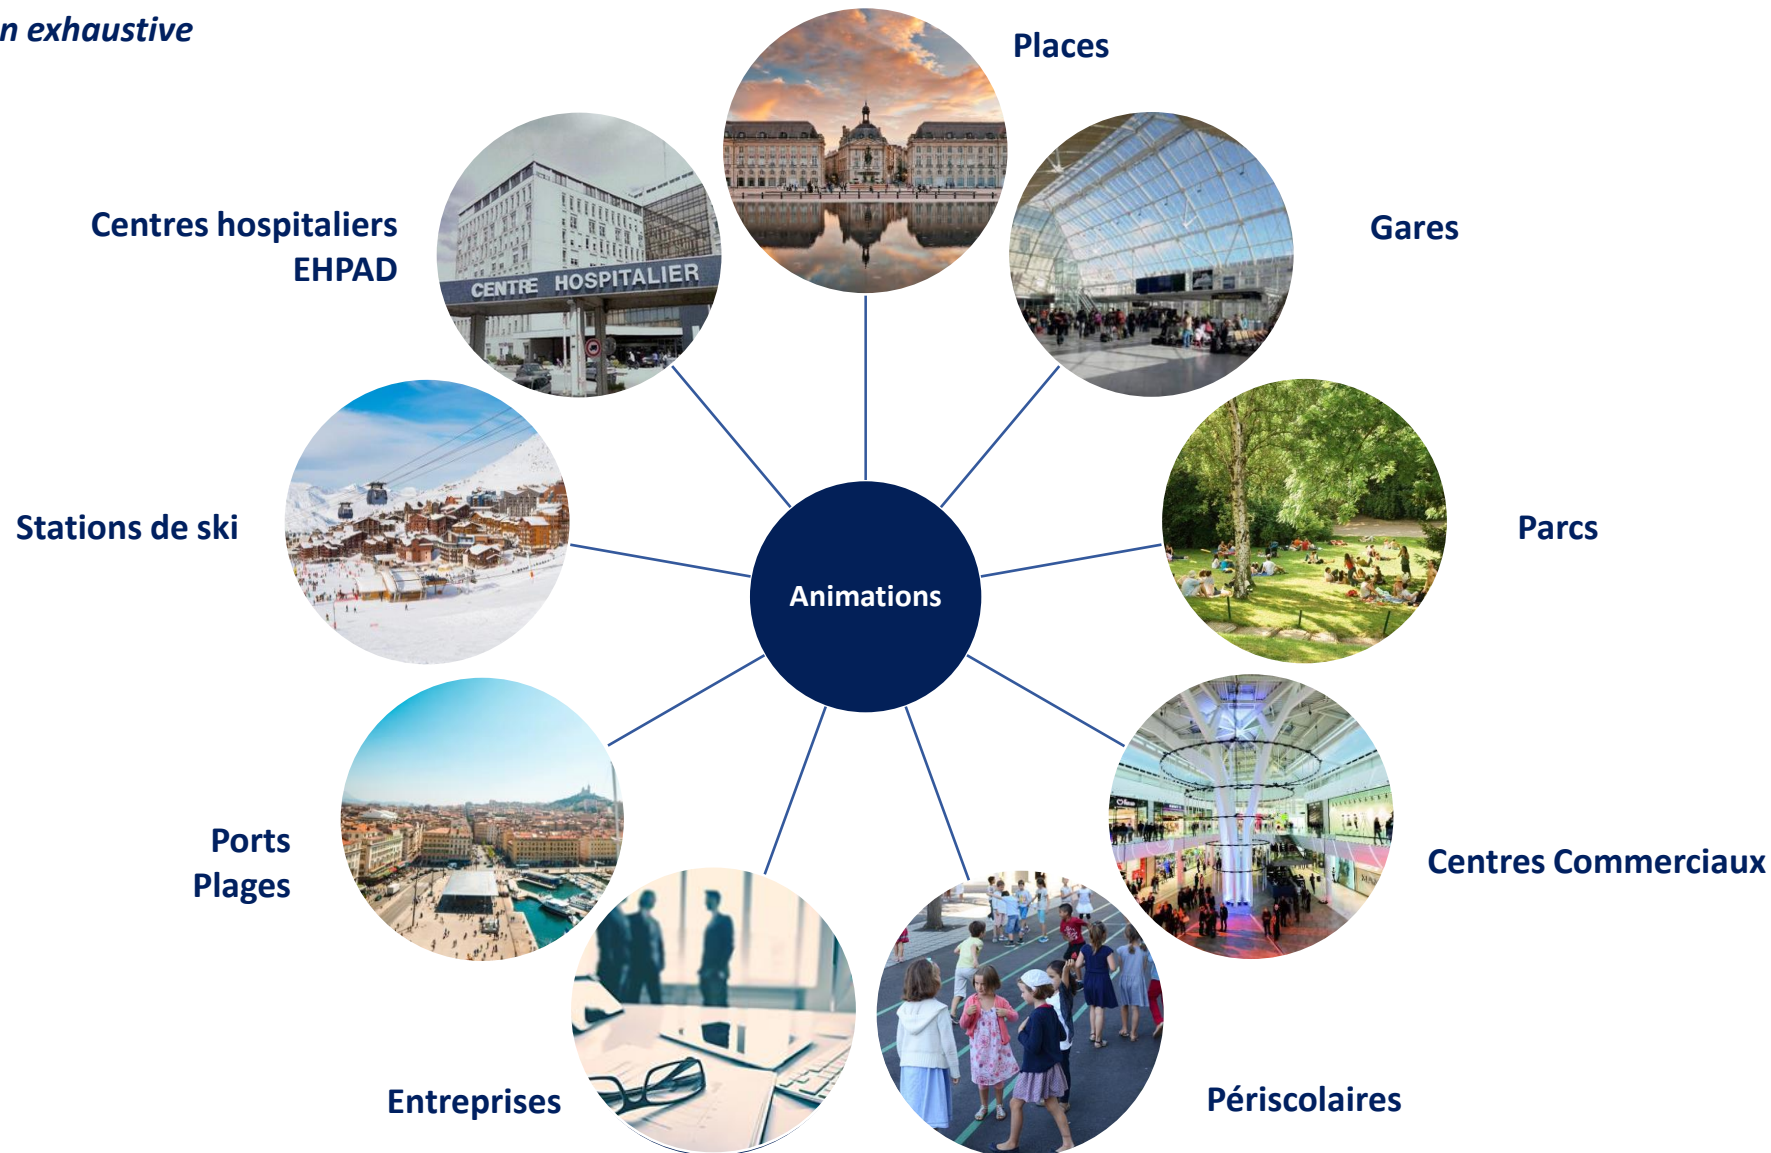 n exhaustive
Places
Centres hospitaliers
EHPAD
CENTRE HOSPITALIER
Gares
Stations de ski
Animations
Parcs
Ports
Plages
Centres Commerciaux
Entreprises
Périscolaires